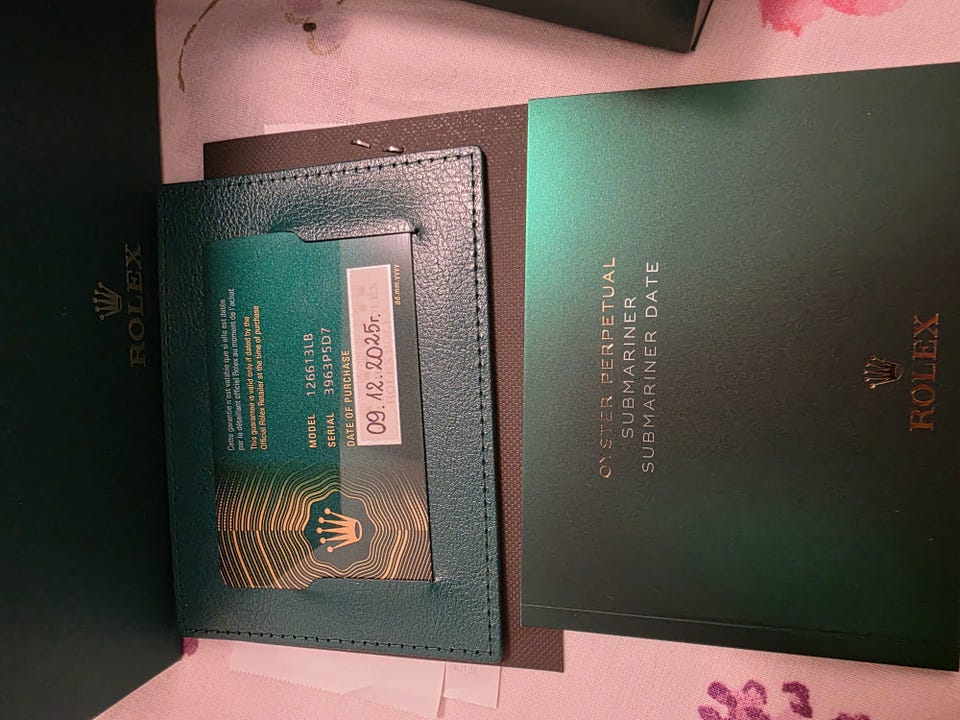 ROLEX
Cette garantie n'est valable que si elle est datée
par le détaillant officiel Rolex au moment de l'achat
This guarantee is valid only if dated by the
Official Rolex Retailer at the time of purchase
MODEL 126613LB
SERIAL 3963P5D7
DATE OF PURCHASE
09.12.2025r.
dd.mm.yyyy
OYSTER PERPETUAL
SUBMARINER
SUBMARINER DATE
ROLEX